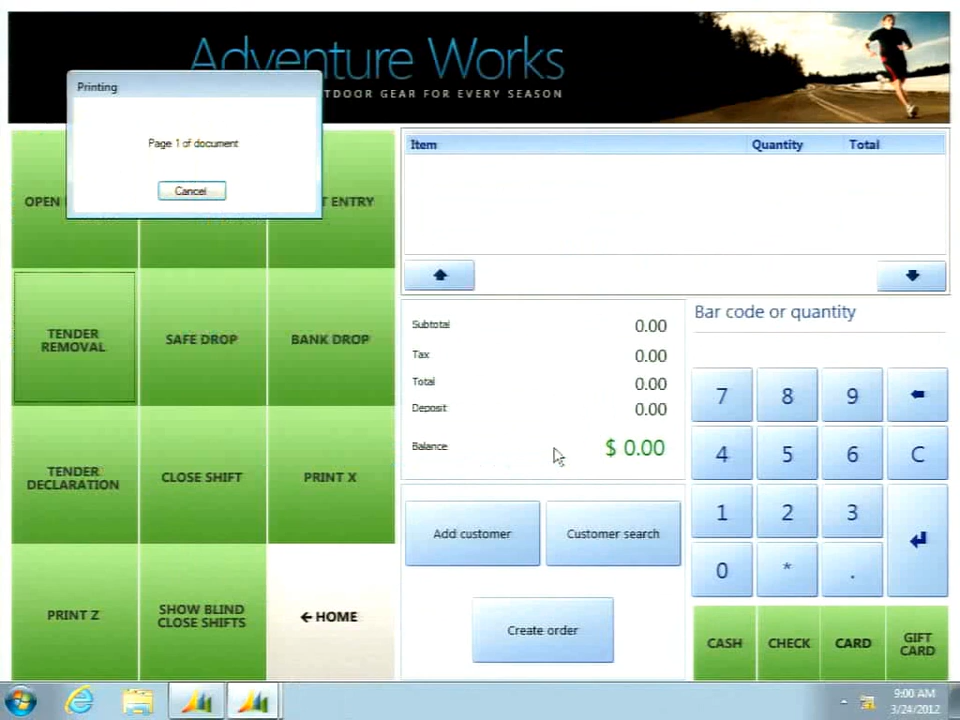 Adventure Works
TDOOR GEAR FOR EVERY SEASON
Printing
Page 1 of document
Cancel
OPEN
T ENTRY
TENDER
REMOVAL
SAFE DROP
BANK DROP
TENDER
DECLARATION
CLOSE SHIFT
PRINT X
PRINT Z
SHOW BLIND
CLOSE SHIFTS
HOME
Item Quantity Total
Subtotal 0.00
Tax 0.00
Total 0.00
Deposit 0.00
Balance $ 0.00
Add customer
Customer search
Create order
Bar code or quantity
7 8 9
4 5 6 C
1 2 3
0 * .
CASH
CHECK
CARD
GIFT
CARD
9:00 AM
3/24/2012